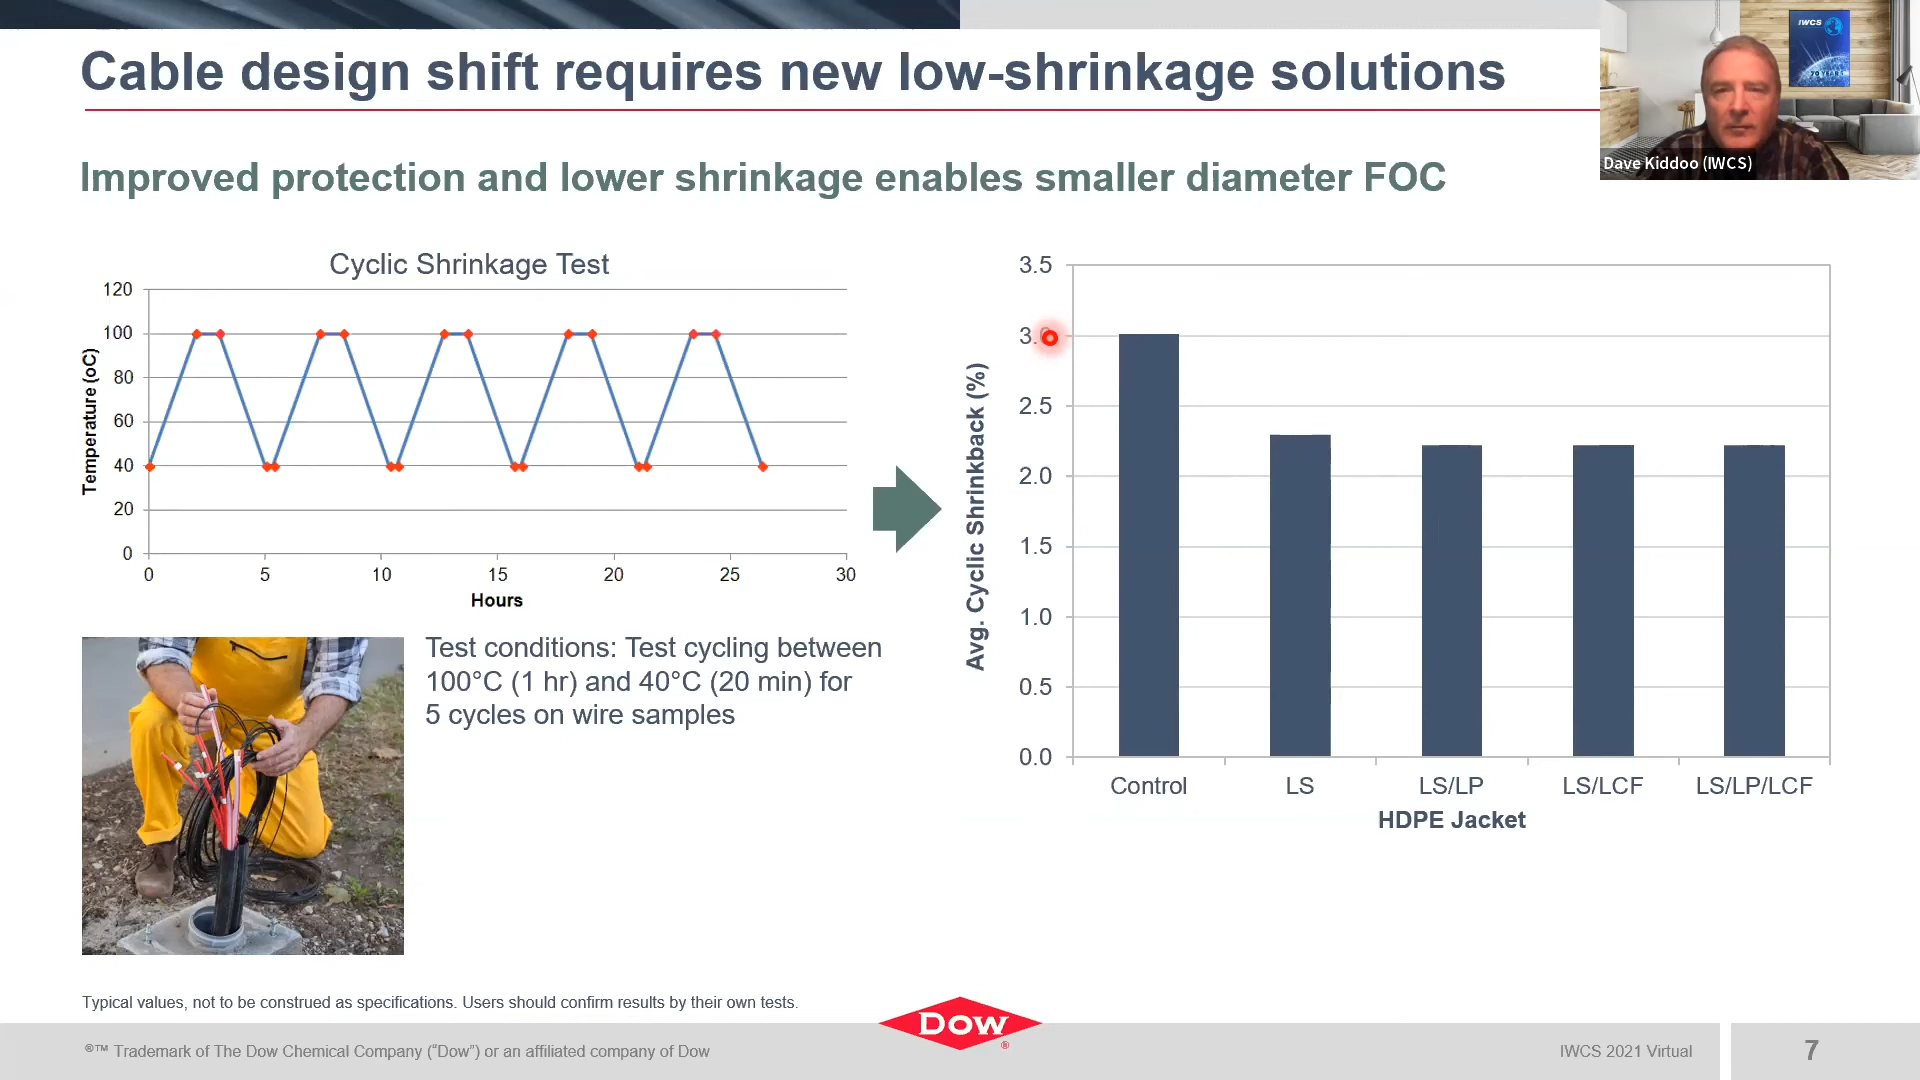 Cable design shift requires new low-shrinkage solutions
IWCS
70 YEARS
Dave Kiddoo (IWCS)
Improved protection and lower shrinkage enables smaller diameter FOC
Cyclic Shrinkage Test
120
100
80
60
40
20
0
Temperature (oC)
0 5 10 15 20 25 30
Hours
Test conditions: Test cycling between
100°C (1 hr) and 40°C (20 min) for
5 cycles on wire samples
3.5
3.0
2.5
2.0
1.5
1.0
0.5
0.0
Avg. Cyclic Shrinkback (%)
Control LS LS/LP LS/LCF LS/LP/LCF
HDPE Jacket
Typical values, not to be construed as specifications. Users should confirm results by their own tests.
DOW
®
®™ Trademark of The Dow Chemical Company (“Dow”) or an affiliated company of Dow
IWCS 2021 Virtual
7